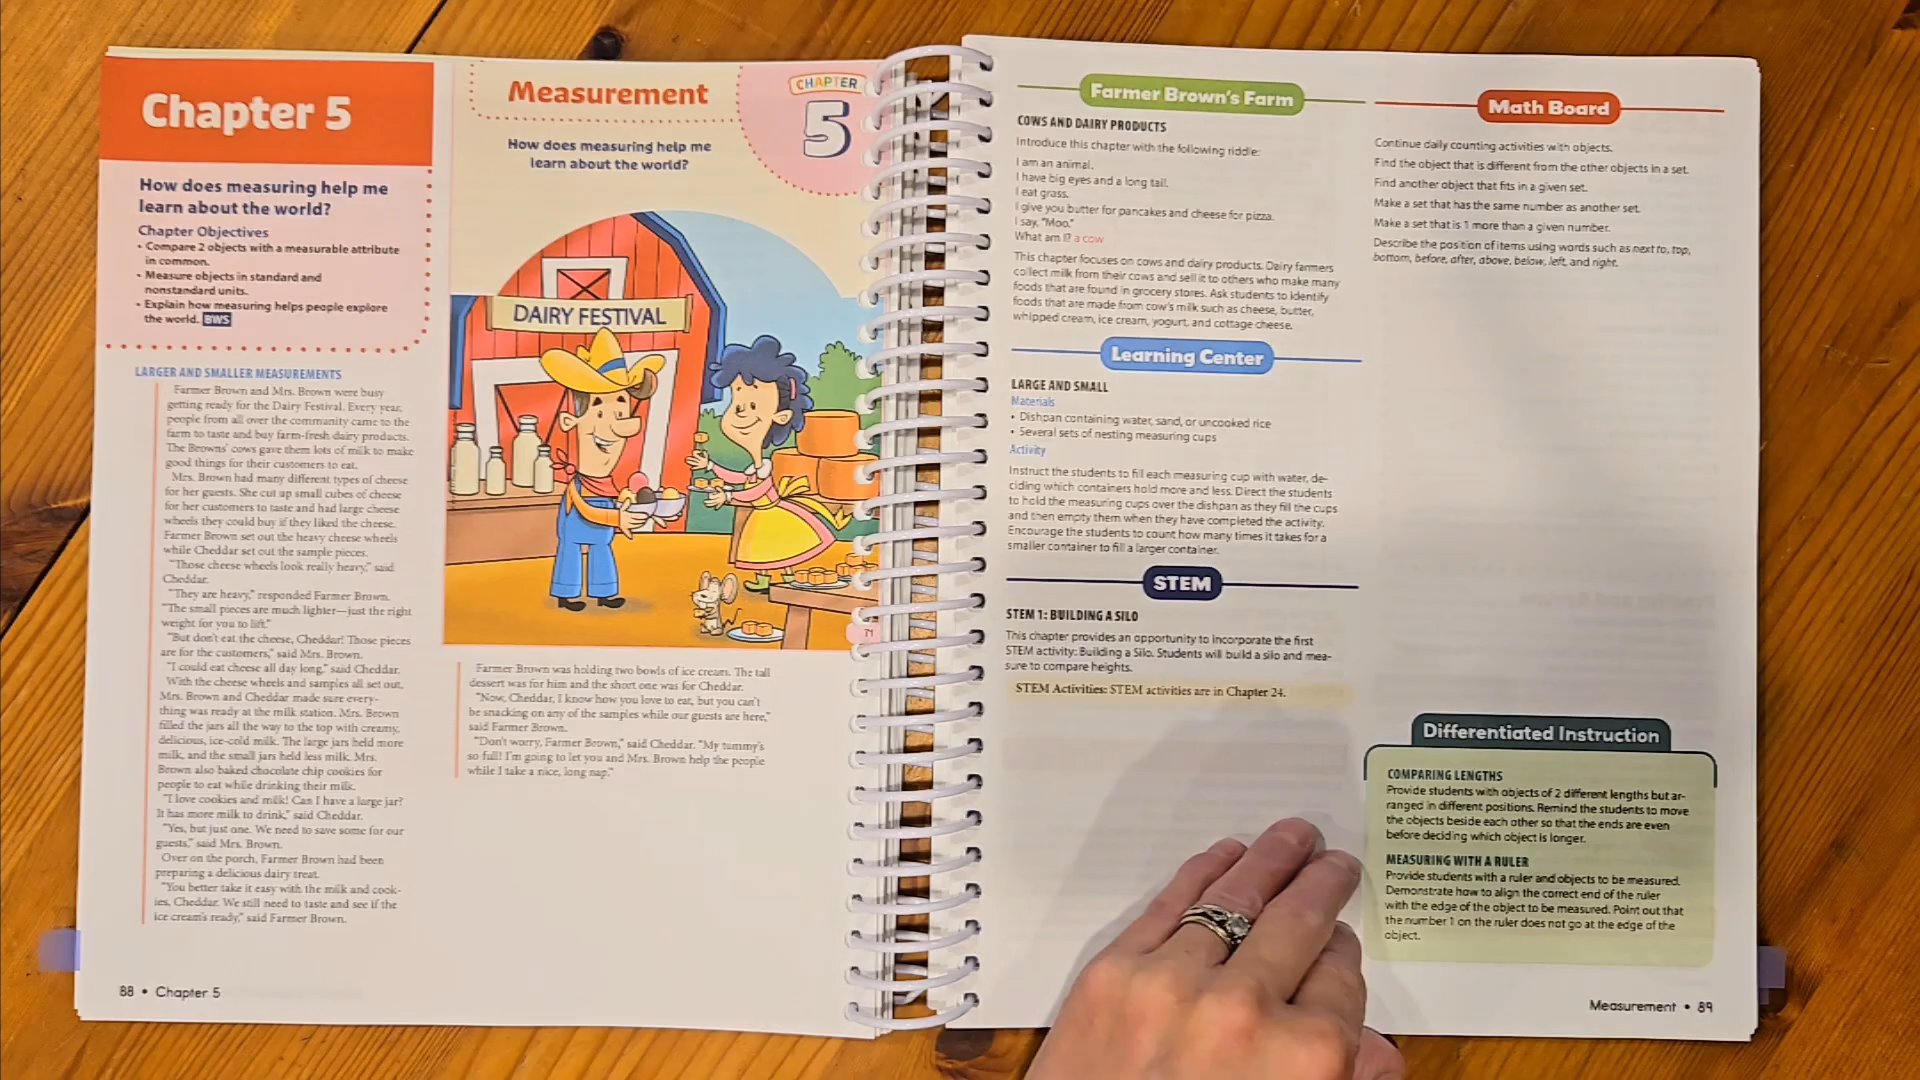 Chapter 5
How does measuring help me
learn about the world?
Chapter Objectives
• Compare 2 objects with a measurable attribute
in common.
• Measure objects in standard and
nonstandard units.
• Explain how measuring helps people explore
the world. BWS
LARGER AND SMALLER MEASUREMENTS
Farmer Brown and Mrs. Brown were busy
getting ready for the Dairy Festival. Every year,
people from all over the community came to the
farm to taste and buy farm-fresh dairy products.
The Browns' cows gave them lots of milk to make
good things for their customers to eat.
Mrs. Brown had many different types of cheese
for her guests. She cut up small cubes of cheese
for her customers to taste and had large cheese
wheels they could buy if they liked the cheese.
Farmer Brown set out the heavy cheese wheels
while Cheddar set out the sample pieces.
"Those cheese wheels look really heavy," said
Cheddar.
"They are heavy," responded Farmer Brown.
"The small pieces are much lighter—just the right
weight for you to lift."
"But don't eat the cheese, Cheddar! Those pieces
are for the customers," said Mrs. Brown.
"I could eat cheese all day long," said Cheddar.
With the cheese wheels and samples all set out,
Mrs. Brown and Cheddar made sure every-
thing was ready at the milk station. Mrs. Brown
filled the jars all the way to the top with creamy,
delicious, ice-cold milk. The large jars held more
milk, and the small jars held less milk. Mrs.
Brown also baked chocolate chip cookies for
people to eat while drinking their milk.
"I love cookies and milk! Can I have a large jar?
It has more milk to drink," said Cheddar.
"Yes, but just one. We need to save some for our
guests," said Mrs. Brown.
Over on the porch, Farmer Brown had been
preparing a delicious dairy treat.
"You better take it easy with the milk and cook-
ies, Cheddar. We still need to taste and see if the
ice cream's ready," said Farmer Brown.
88 • Chapter 5
Measurement
CHAPTER
5
How does measuring help me
learn about the world?
DAIRY FESTIVAL
71
Farmer Brown was holding two bowls of ice cream. The tall
dessert was for him and the short one was for Cheddar.
"Now, Cheddar, I know how you love to eat, but you can't
be snacking on any of the samples while our guests are here,"
said Farmer Brown.
"Don't worry, Farmer Brown," said Cheddar. "My tummy's
so full! I'm going to let you and Mrs. Brown help the people
while I take a nice, long nap."
Farmer Brown's Farm
COWS AND DAIRY PRODUCTS
Introduce this chapter with the following riddle:
I am an animal.
I have big eyes and a long tail.
I eat grass.
I give you butter for pancakes and cheese for pizza.
I say, "Moo."
What am I? a cow
This chapter focuses on cows and dairy products. Dairy farmers
collect milk from their cows and sell it to others who make many
foods that are found in grocery stores. Ask students to identify
foods that are made from cow's milk such as cheese, butter,
whipped cream, ice cream, yogurt, and cottage cheese.
Learning Center
LARGE AND SMALL
Materials
• Dishpan containing water, sand, or uncooked rice
• Several sets of nesting measuring cups
Activity
Instruct the students to fill each measuring cup with water, de-
ciding which containers hold more and less. Direct the students
to hold the measuring cups over the dishpan as they fill the cups
and then empty them when they have completed the activity.
Encourage the students to count how many times it takes for a
smaller container to fill a larger container.
STEM
STEM 1: BUILDING A SILO
This chapter provides an opportunity to incorporate the first
STEM activity: Building a Silo. Students will build a silo and mea-
sure to compare heights.
STEM Activities: STEM activities are in Chapter 24.
Math Board
Continue daily counting activities with objects.
Find the object that is different from the other objects in a set.
Find another object that fits in a given set.
Make a set that has the same number as another set.
Make a set that is 1 more than a given number.
Describe the position of items using words such as next to, top,
bottom, before, after, above, below, left, and right.
Differentiated Instruction
COMPARING LENGTHS
Provide students with objects of 2 different lengths but ar-
ranged in different positions. Remind the students to move
the objects beside each other so that the ends are even
before deciding which object is longer.
MEASURING WITH A RULER
Provide students with a ruler and objects to be measured.
Demonstrate how to align the correct end of the ruler
with the edge of the object to be measured. Point out that
the number 1 on the ruler does not go at the edge of the
object.
Measurement • 89